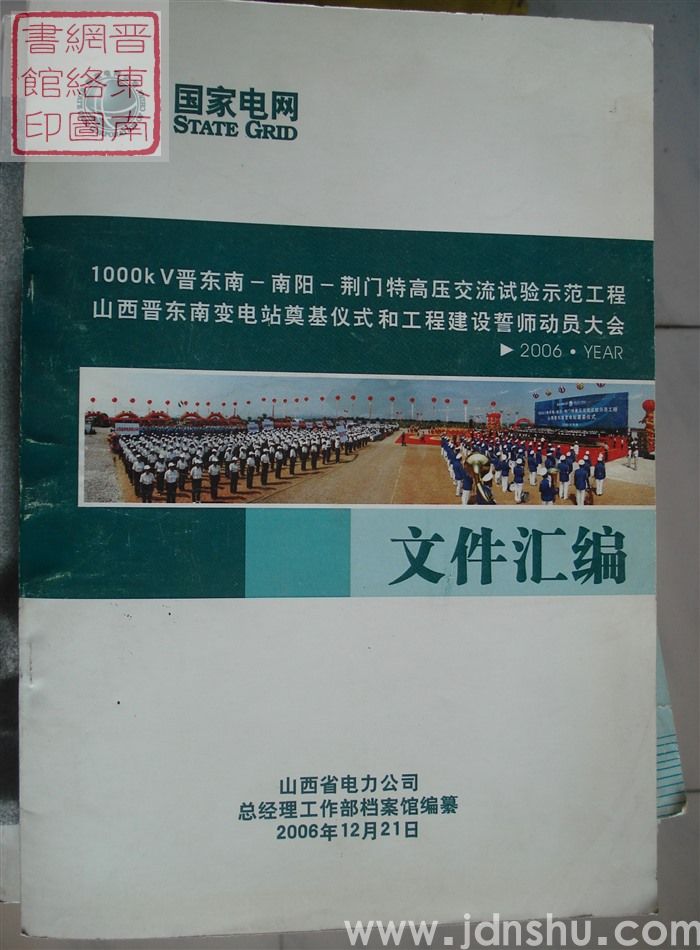 晋东南
網絡圖
書館印
国家电网
STATE GRID
1000kV晋东南－南阳－荆门特高压交流试验示范工程
山西晋东南变电站奠基仪式和工程建设誓师动员大会
▶ 2006 • YEAR
文件汇编
山西省电力公司
总经理工作部档案馆编纂
2006年12月21日
www.jdnshu.com